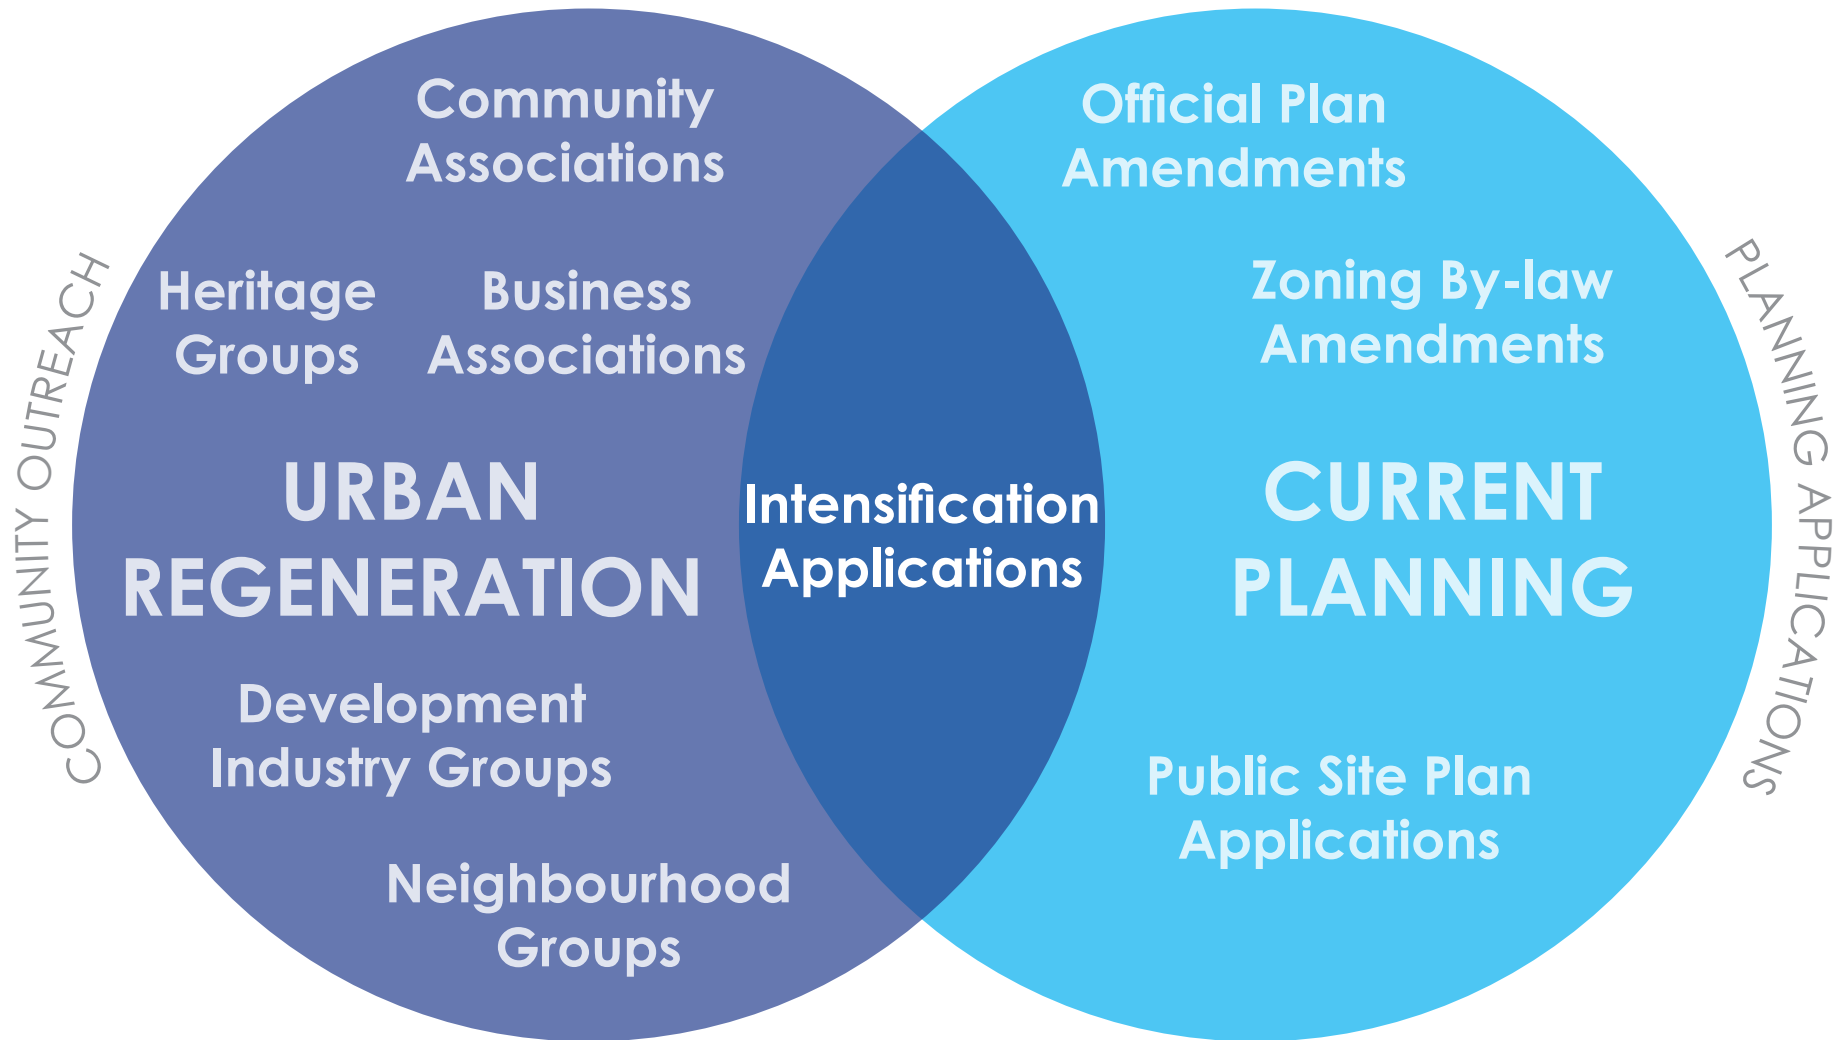 COMMUNITY OUTREACH
Community
Associations
Heritage
Groups
Business
Associations
URBAN
REGENERATION
Development
Industry Groups
Neighbourhood
Groups
Intensification
Applications
Official Plan
Amendments
Zoning By-law
Amendments
CURRENT
PLANNING
Public Site Plan
Applications
PLANNING APPLICATIONS